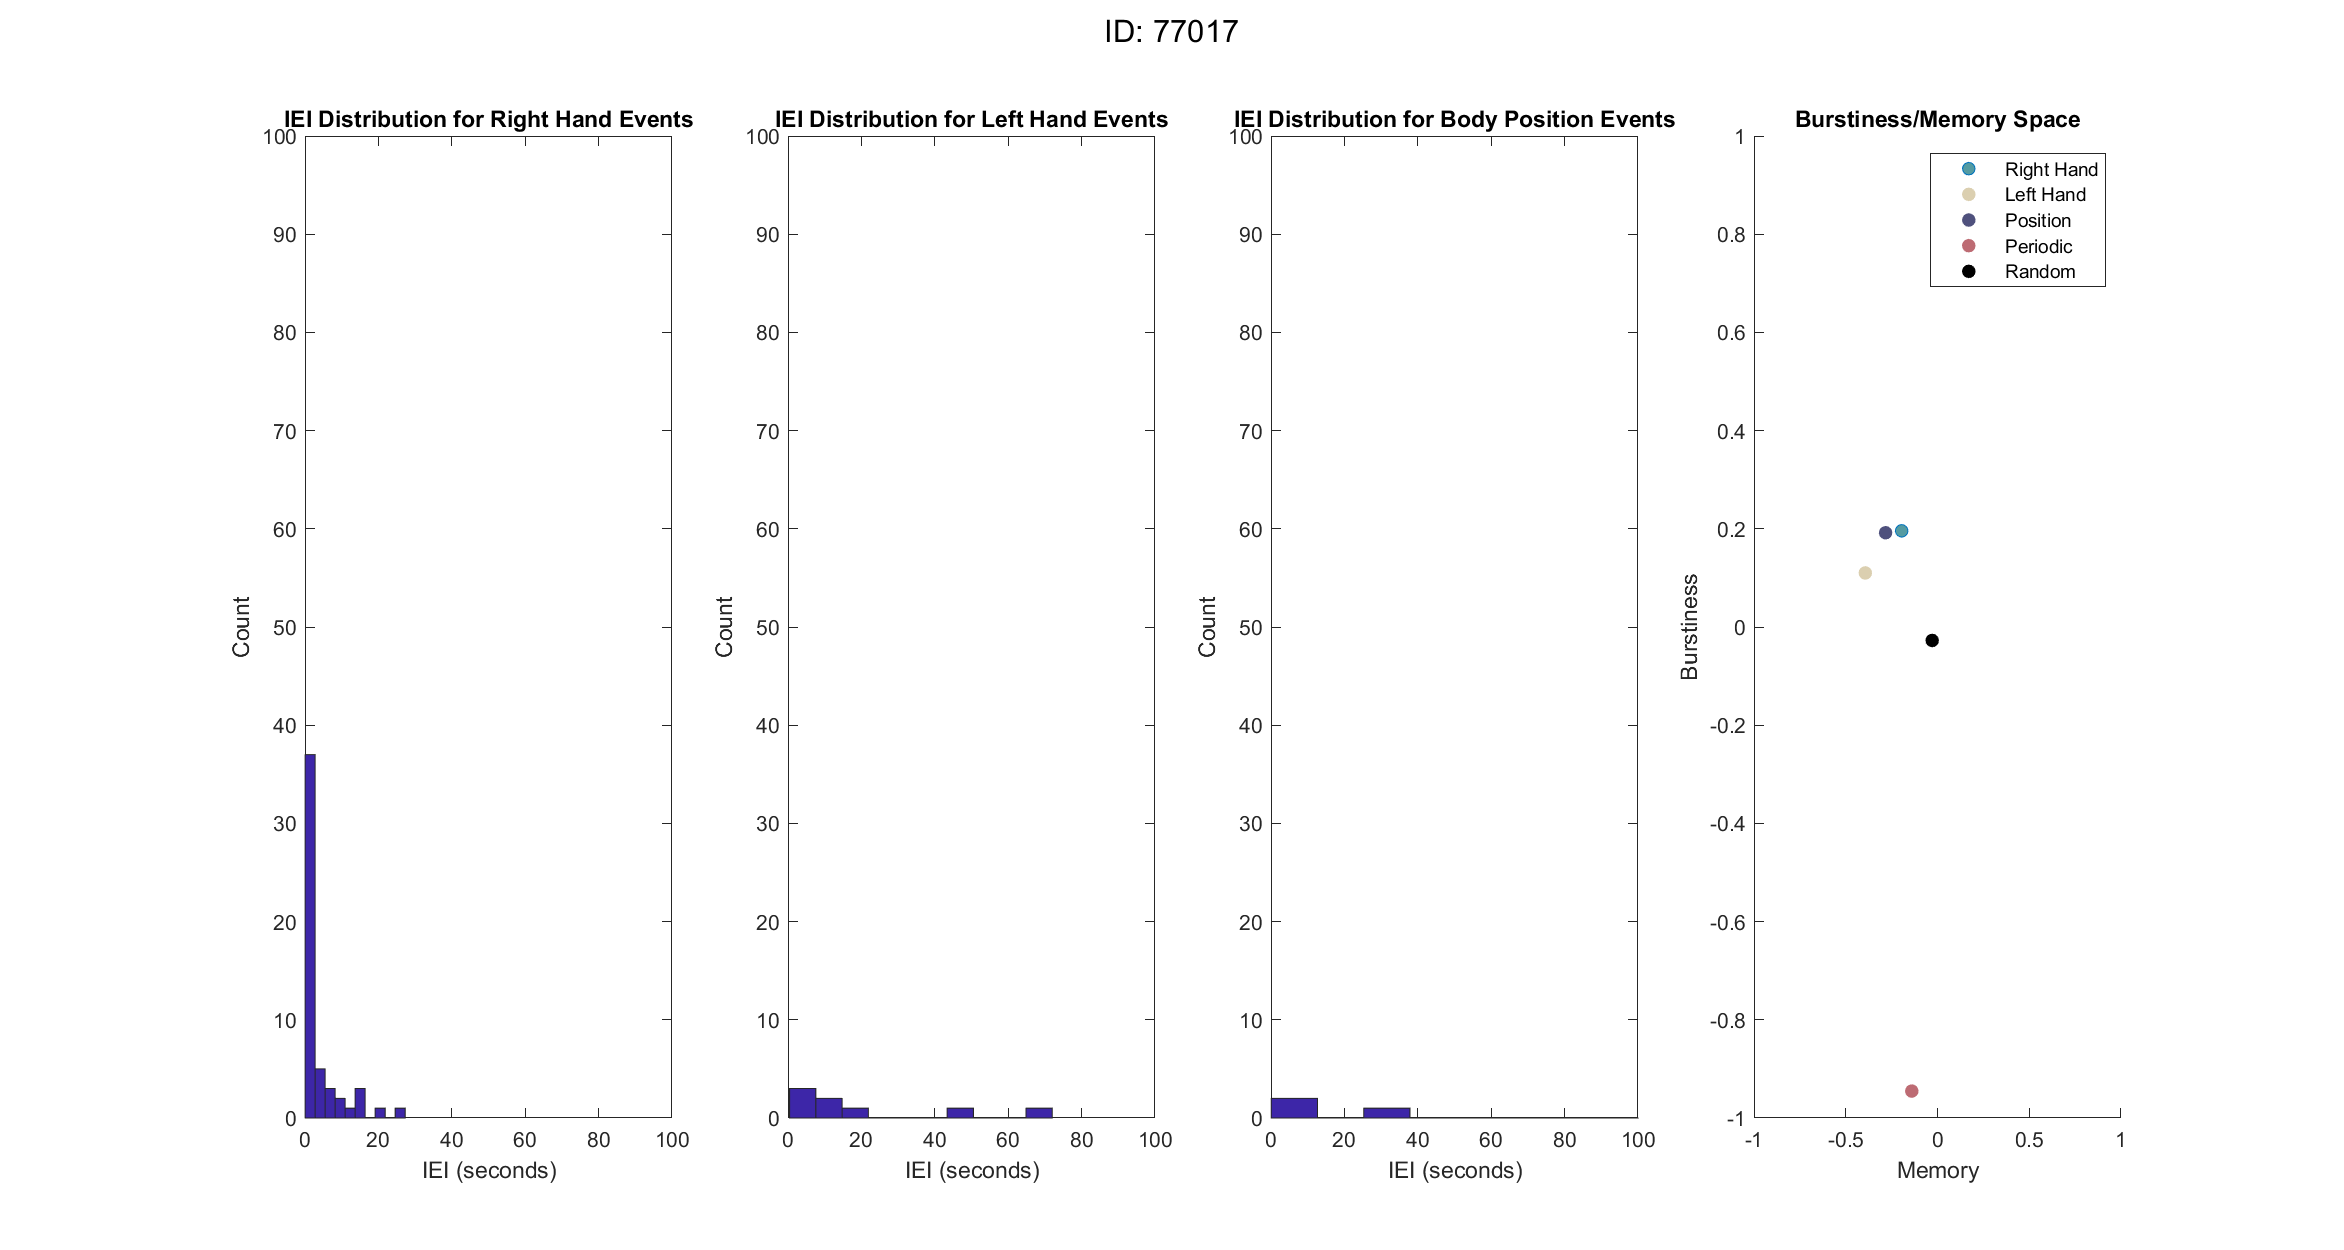 ID: 77017
IEI Distribution for Right Hand Events
100
90
80
70
60
50
40
30
20
10
0
Count
0 20 40 60 80 100
IEI (seconds)
IEI Distribution for Left Hand Events
100
90
80
70
60
50
40
30
20
10
0
Count
0 20 40 60 80 100
IEI (seconds)
IEI Distribution for Body Position Events
100
90
80
70
60
50
40
30
20
10
0
Count
0 20 40 60 80 100
IEI (seconds)
Burstiness/Memory Space
1
0.8
0.6
0.4
0.2
0
-0.2
-0.4
-0.6
-0.8
-1
Burstiness
Right Hand
Left Hand
Position
Periodic
Random
-1 -0.5 0 0.5 1
Memory